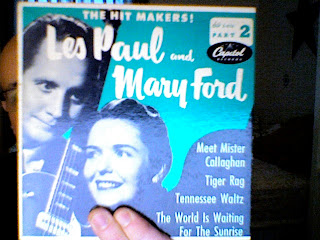 THE HIT MAKERS!
Les Paul and
Mary Ford
PART 2
Capitol
RECORDS
Meet Mister
Callaghan
Tiger Rag
Tennessee Waltz
The World Is Waiting
For The Sunrise